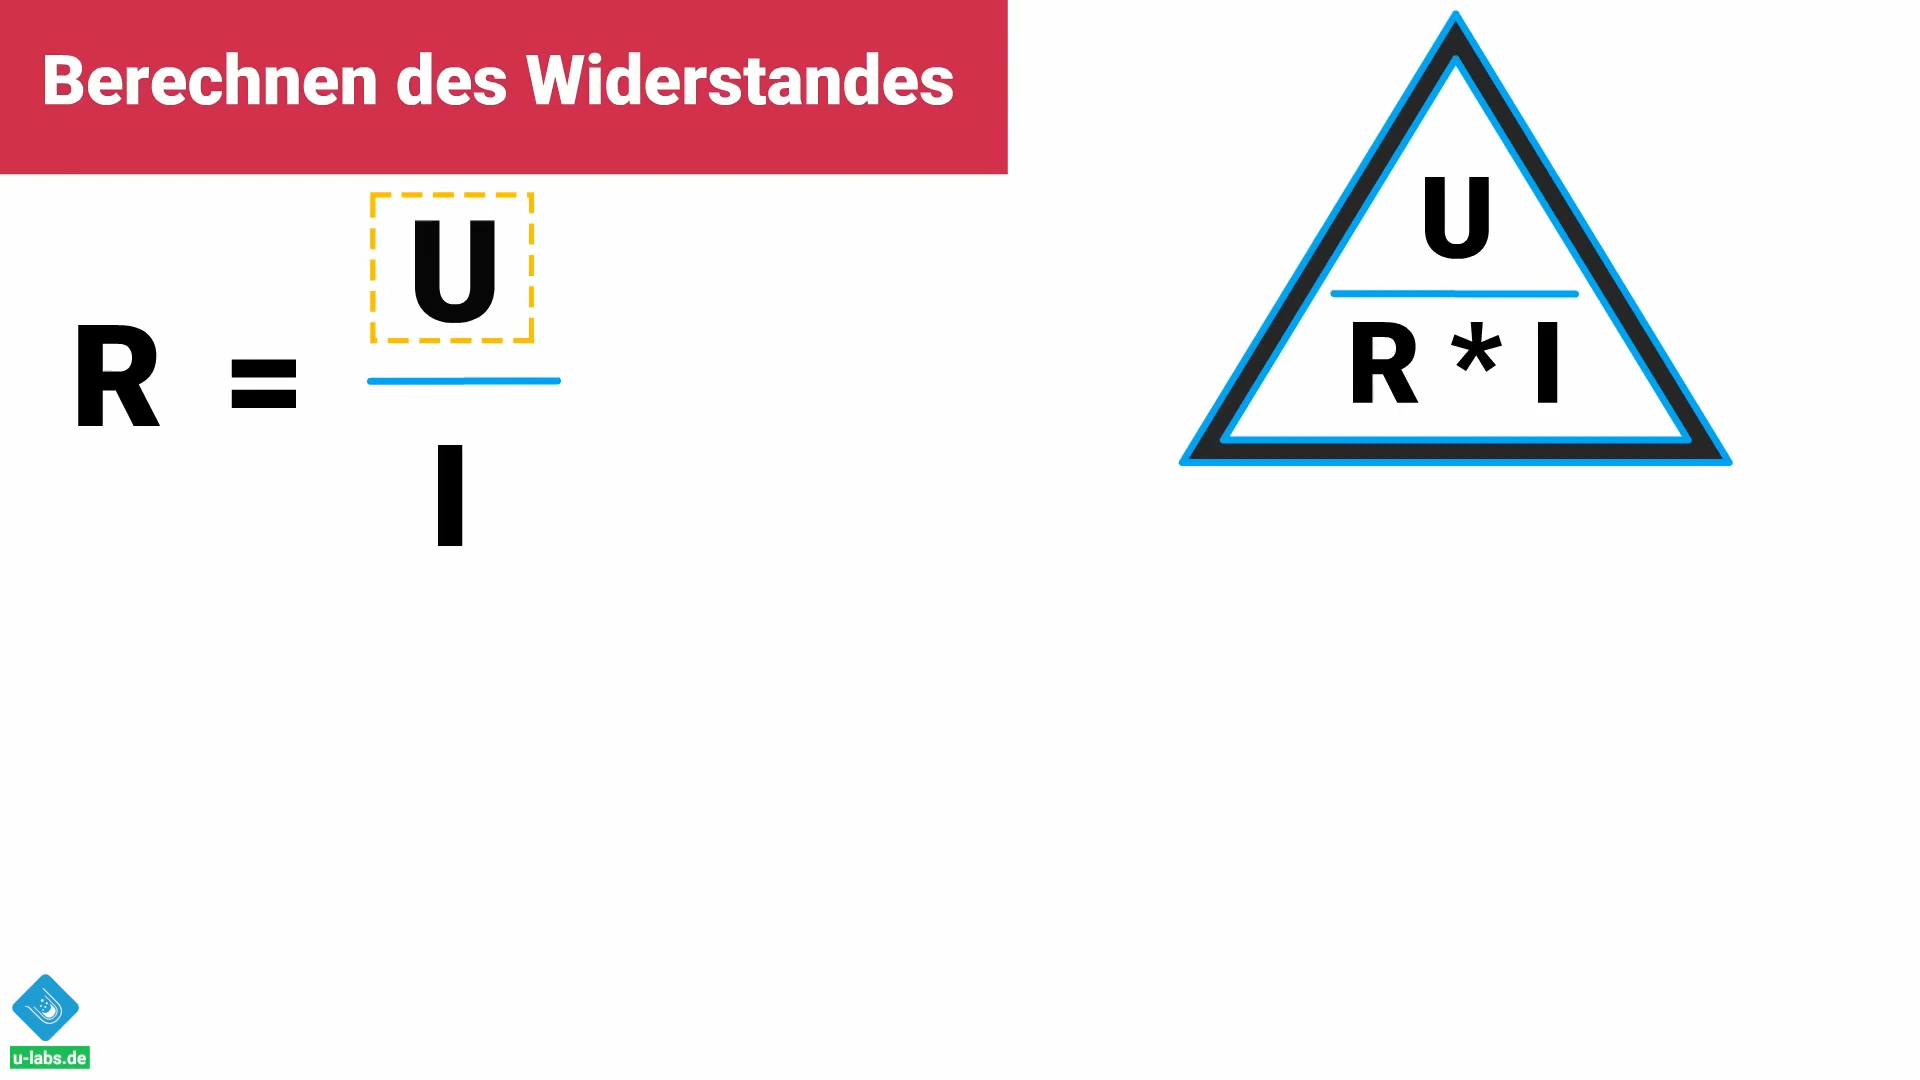 Berechnen des Widerstandes
U
R =
I
U
R * I
u-labs.de